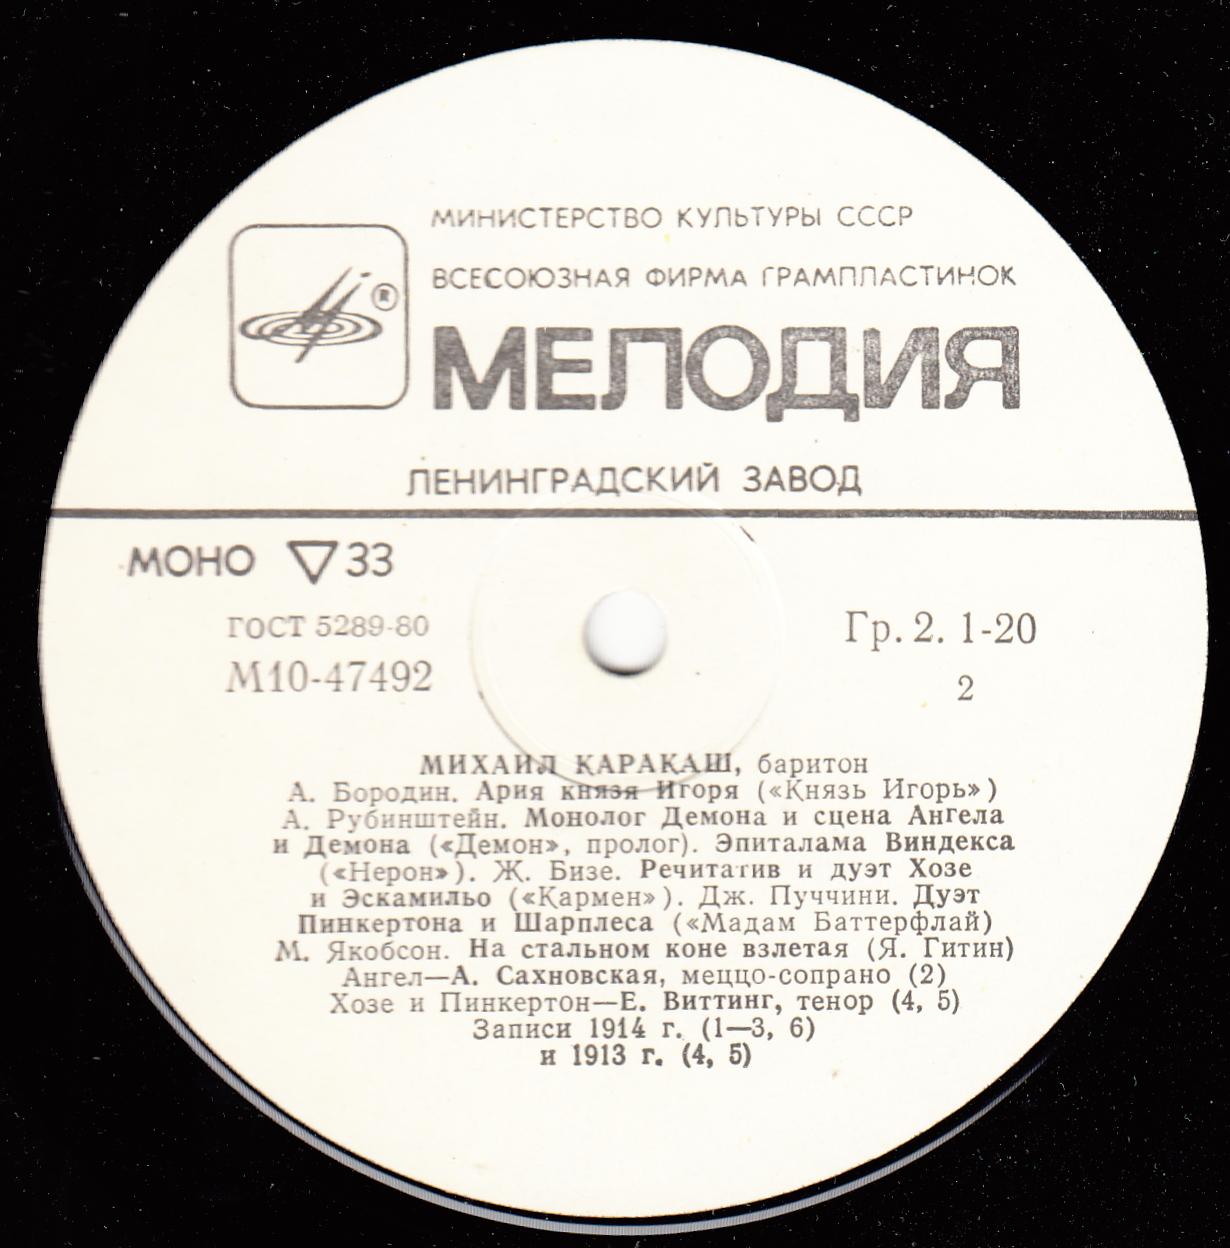 МИНИСТЕРСТВО КУЛЬТУРЫ СССР
ВСЕСОЮЗНАЯ ФИРМА ГРАМПЛАСТИНОК
®
МЕЛОДИЯ
ЛЕНИНГРАДСКИЙ ЗАВОД
МОНО ▽33
ГОСТ 5289-80
М10-47492
Гр. 2. 1-20
2
МИХАИЛ КАРАКАШ, баритон
А. Бородин. Ария князя Игоря («Князь Игорь»)
А. Рубинштейн. Монолог Демона и сцена Ангела
и Демона («Демон», пролог). Эпиталама Виндекса
(«Нерон»). Ж. Бизе. Речитатив и дуэт Хозе
и Эскамильо («Кармен»). Дж. Пуччини. Дуэт
Пинкертона и Шарплеса («Мадам Баттерфлай»)
М. Якобсон. На стальном коне взлетая (Я. Гитин)
Ангел—А. Сахновская, меццо-сопрано (2)
Хозе и Пинкертон—Е. Виттинг, тенор (4, 5)
Записи 1914 г. (1—3, 6)
и 1913 г. (4, 5)